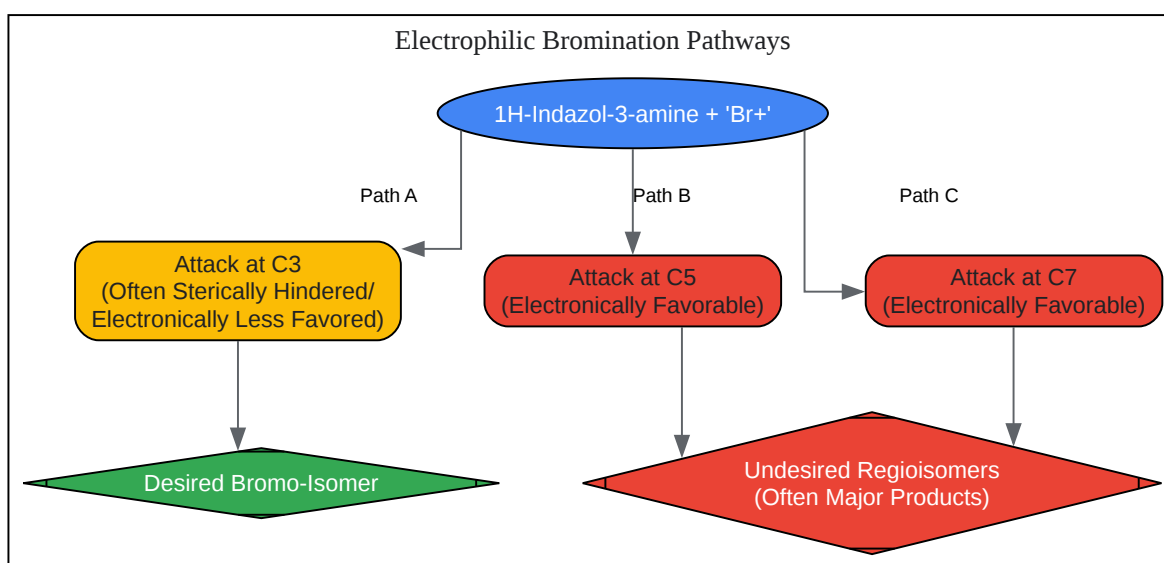 Electrophilic Bromination Pathways
1H-Indazol-3-amine + 'Br+'
Path A
Path B
Path C
Attack at C3
(Often Sterically Hindered/
Electronically Less Favored)
Attack at C5
(Electronically Favorable)
Attack at C7
(Electronically Favorable)
Desired Bromo-Isomer
Undesired Regioisomers
(Often Major Products)